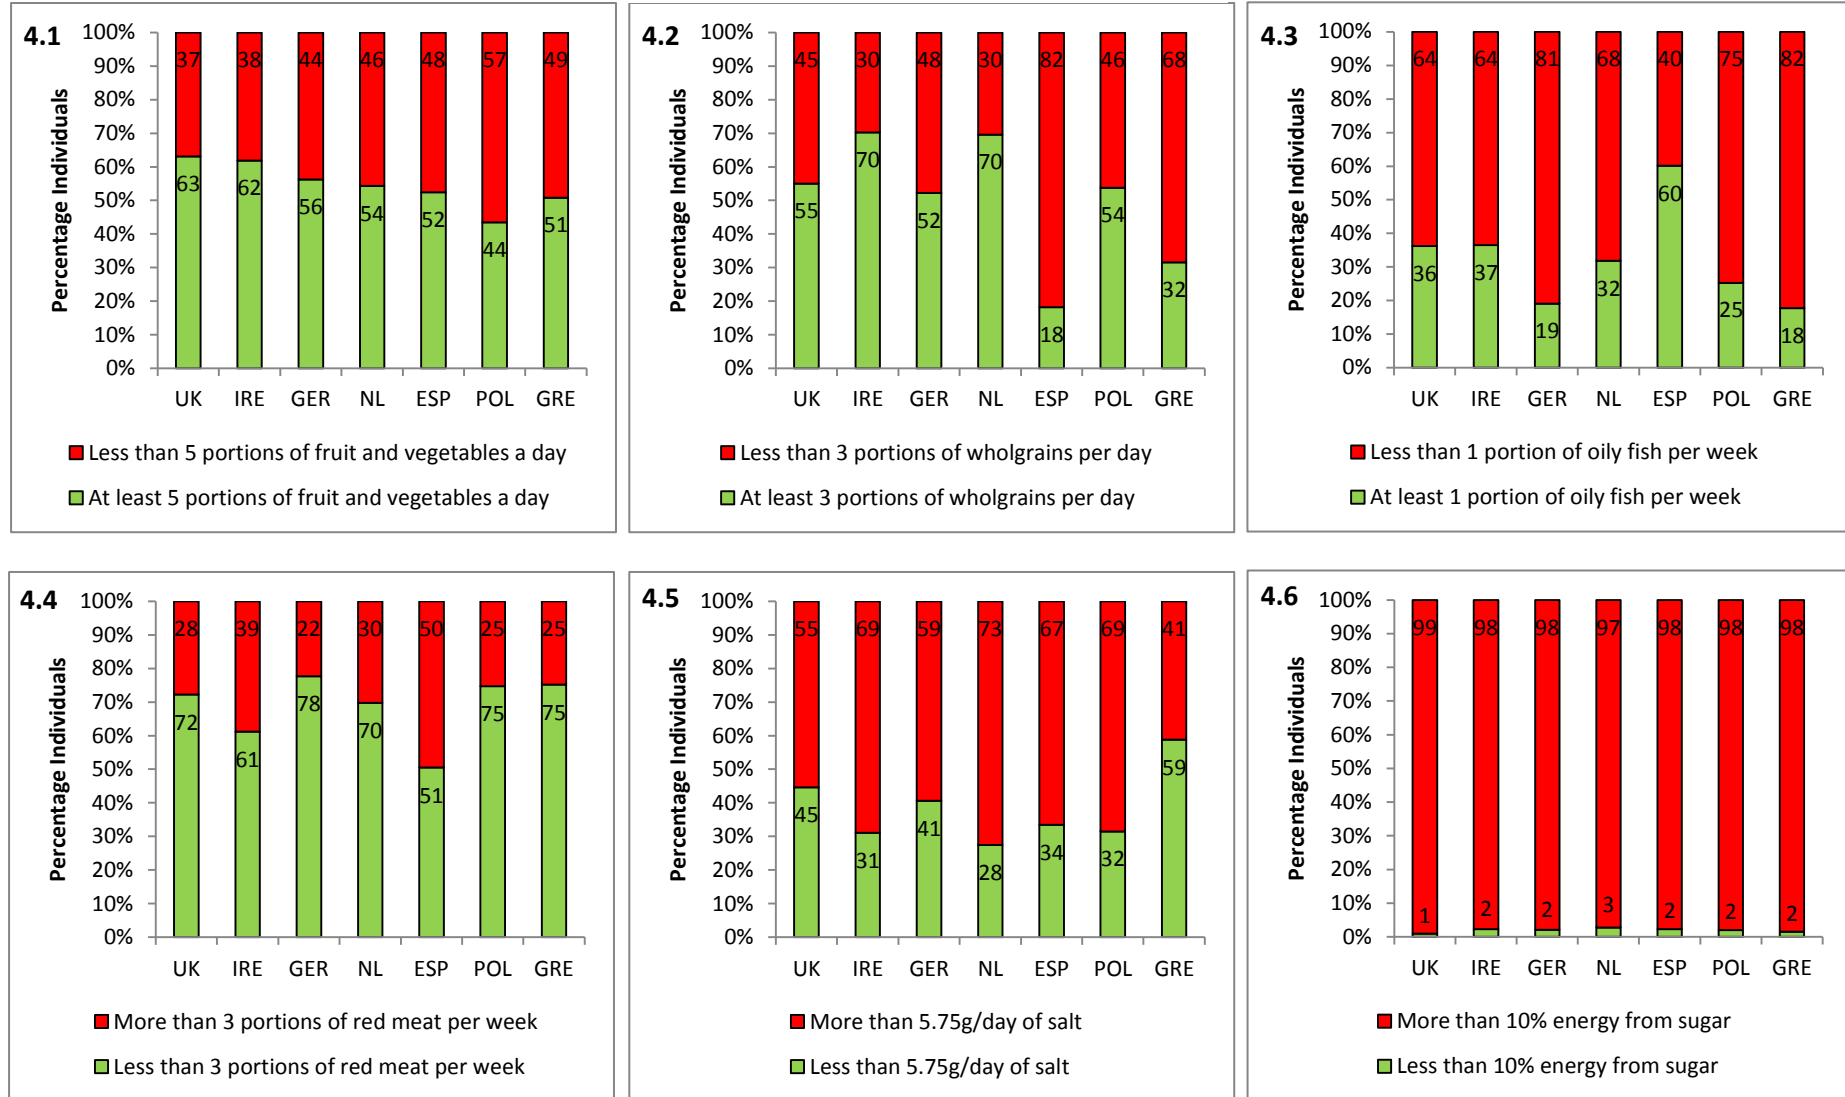 4.1
Percentage Individuals
100%
90%
80%
70%
60%
50%
40%
30%
20%
10%
0%
37 38 44 46 48 57 49
63 62 56 54 52 44 51
UK IRE GER NL ESP POL GRE
Less than 5 portions of fruit and vegetables a day
At least 5 portions of fruit and vegetables a day
4.2
Percentage Individuals
100%
90%
80%
70%
60%
50%
40%
30%
20%
10%
0%
45 30 48 30 82 46 68
55 70 52 70 18 54 32
UK IRE GER NL ESP POL GRE
Less than 3 portions of wholgrains per day
At least 3 portions of wholgrains per day
4.3
Percentage Individuals
100%
90%
80%
70%
60%
50%
40%
30%
20%
10%
0%
64 64 81 68 40 75 82
36 37 19 32 60 25 18
UK IRE GER NL ESP POL GRE
Less than 1 portion of oily fish per week
At least 1 portion of oily fish per week
4.4
Percentage Individuals
100%
90%
80%
70%
60%
50%
40%
30%
20%
10%
0%
28 39 22 30 50 25 25
72 61 78 70 51 75 75
UK IRE GER NL ESP POL GRE
More than 3 portions of red meat per week
Less than 3 portions of red meat per week
4.5
Percentage Individuals
100%
90%
80%
70%
60%
50%
40%
30%
20%
10%
0%
55 69 59 73 67 69 41
45 31 41 28 34 32 59
UK IRE GER NL ESP POL GRE
More than 5.75g/day of salt
Less than 5.75g/day of salt
4.6
Percentage Individuals
100%
90%
80%
70%
60%
50%
40%
30%
20%
10%
0%
99 98 98 97 98 98 98
1 2 2 3 2 2 2
UK IRE GER NL ESP POL GRE
More than 10% energy from sugar
Less than 10% energy from sugar